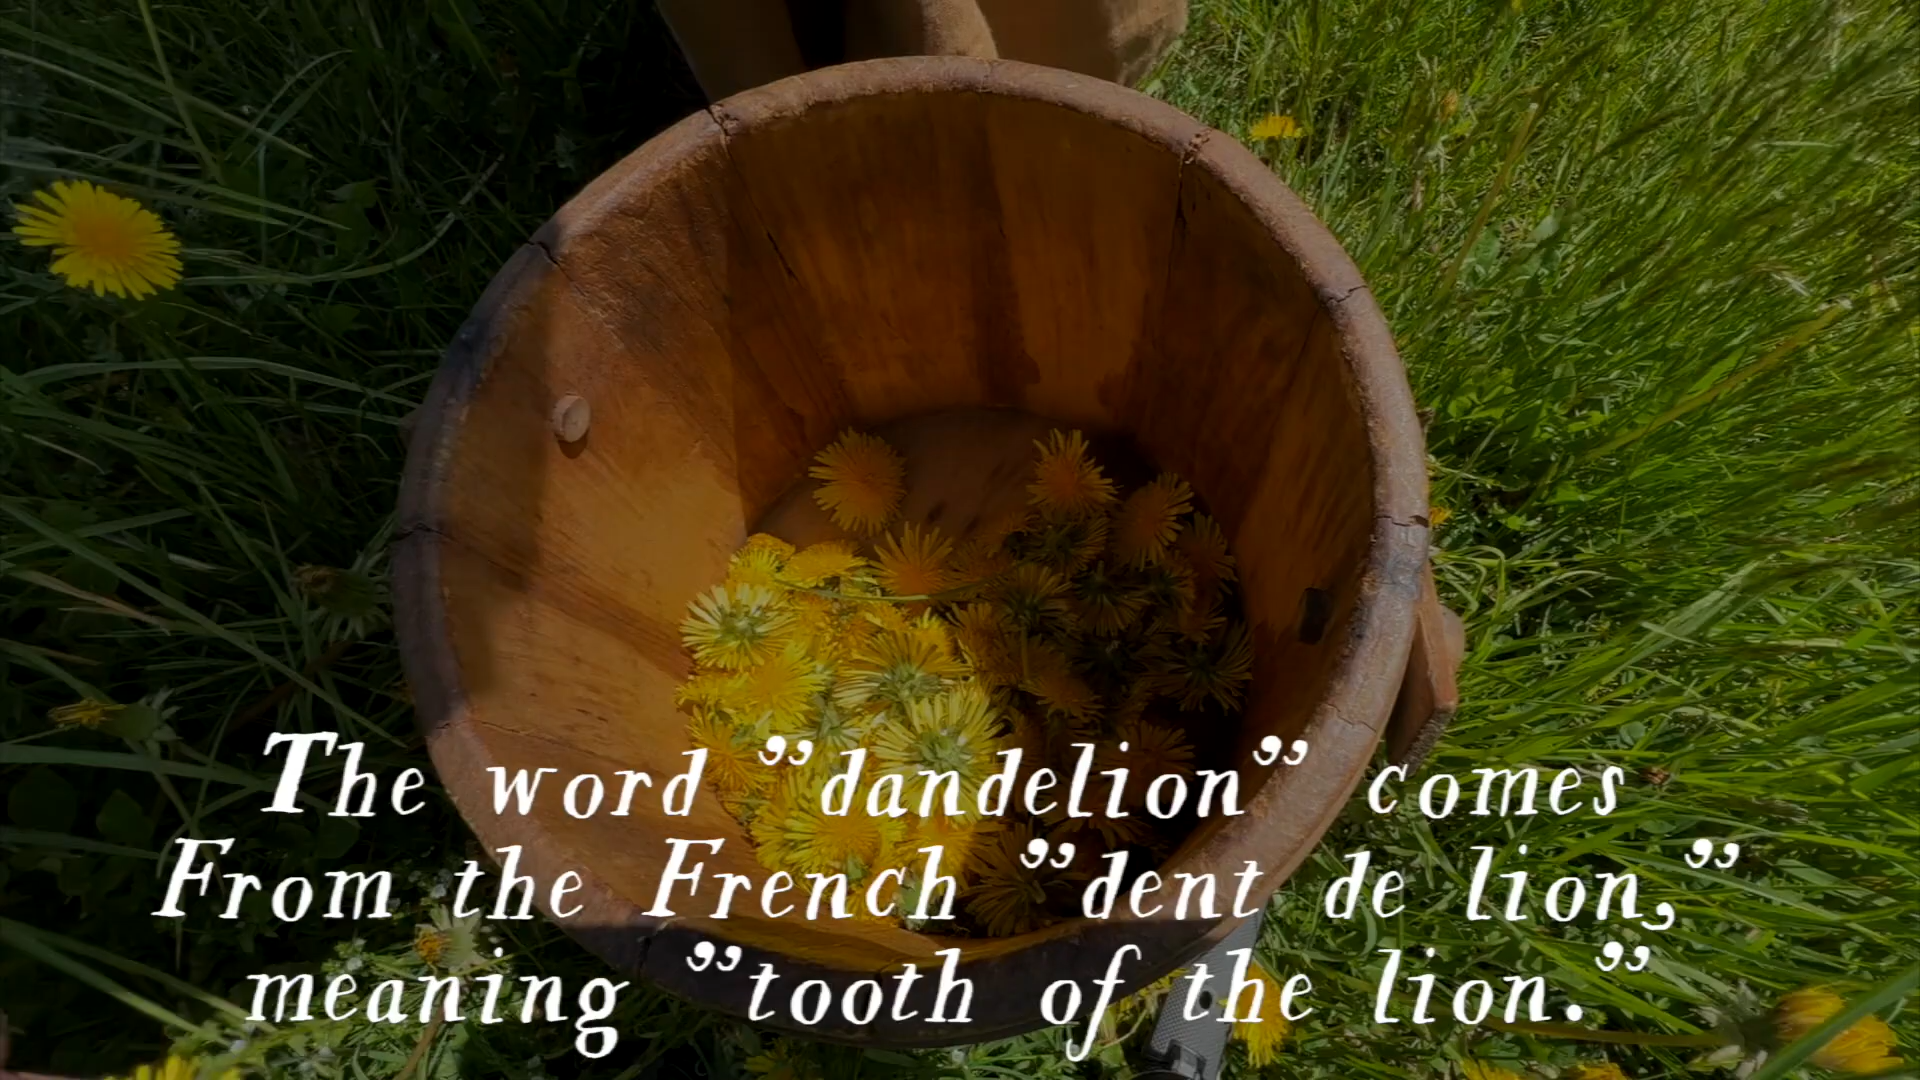 The word ”dandelion” comes
From the French ”dent de lion,”
meaning ”tooth of the lion.”